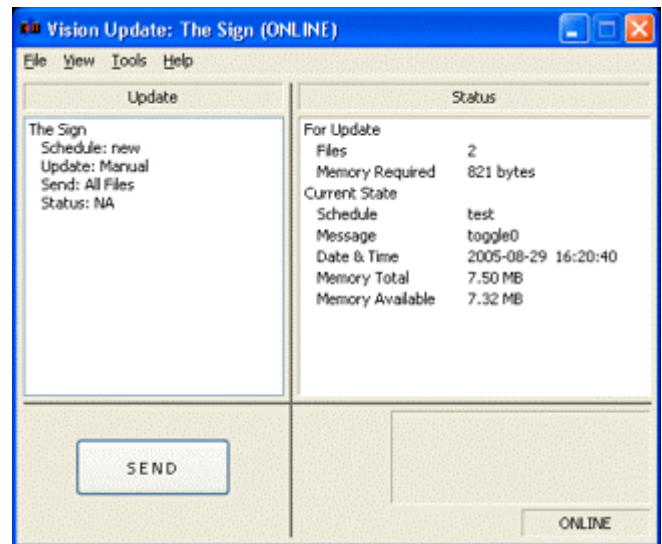 Vision Update: The Sign (ONLINE)
File View Tools Help
Update
Status
The Sign
Schedule: new
Update: Manual
Send: All Files
Status: NA
For Update
Files 2
Memory Required 821 bytes
Current State
Schedule test
Message toggle0
Date & Time 2005-08-29 16:20:40
Memory Total 7.50 MB
Memory Available 7.32 MB
SEND
ONLINE